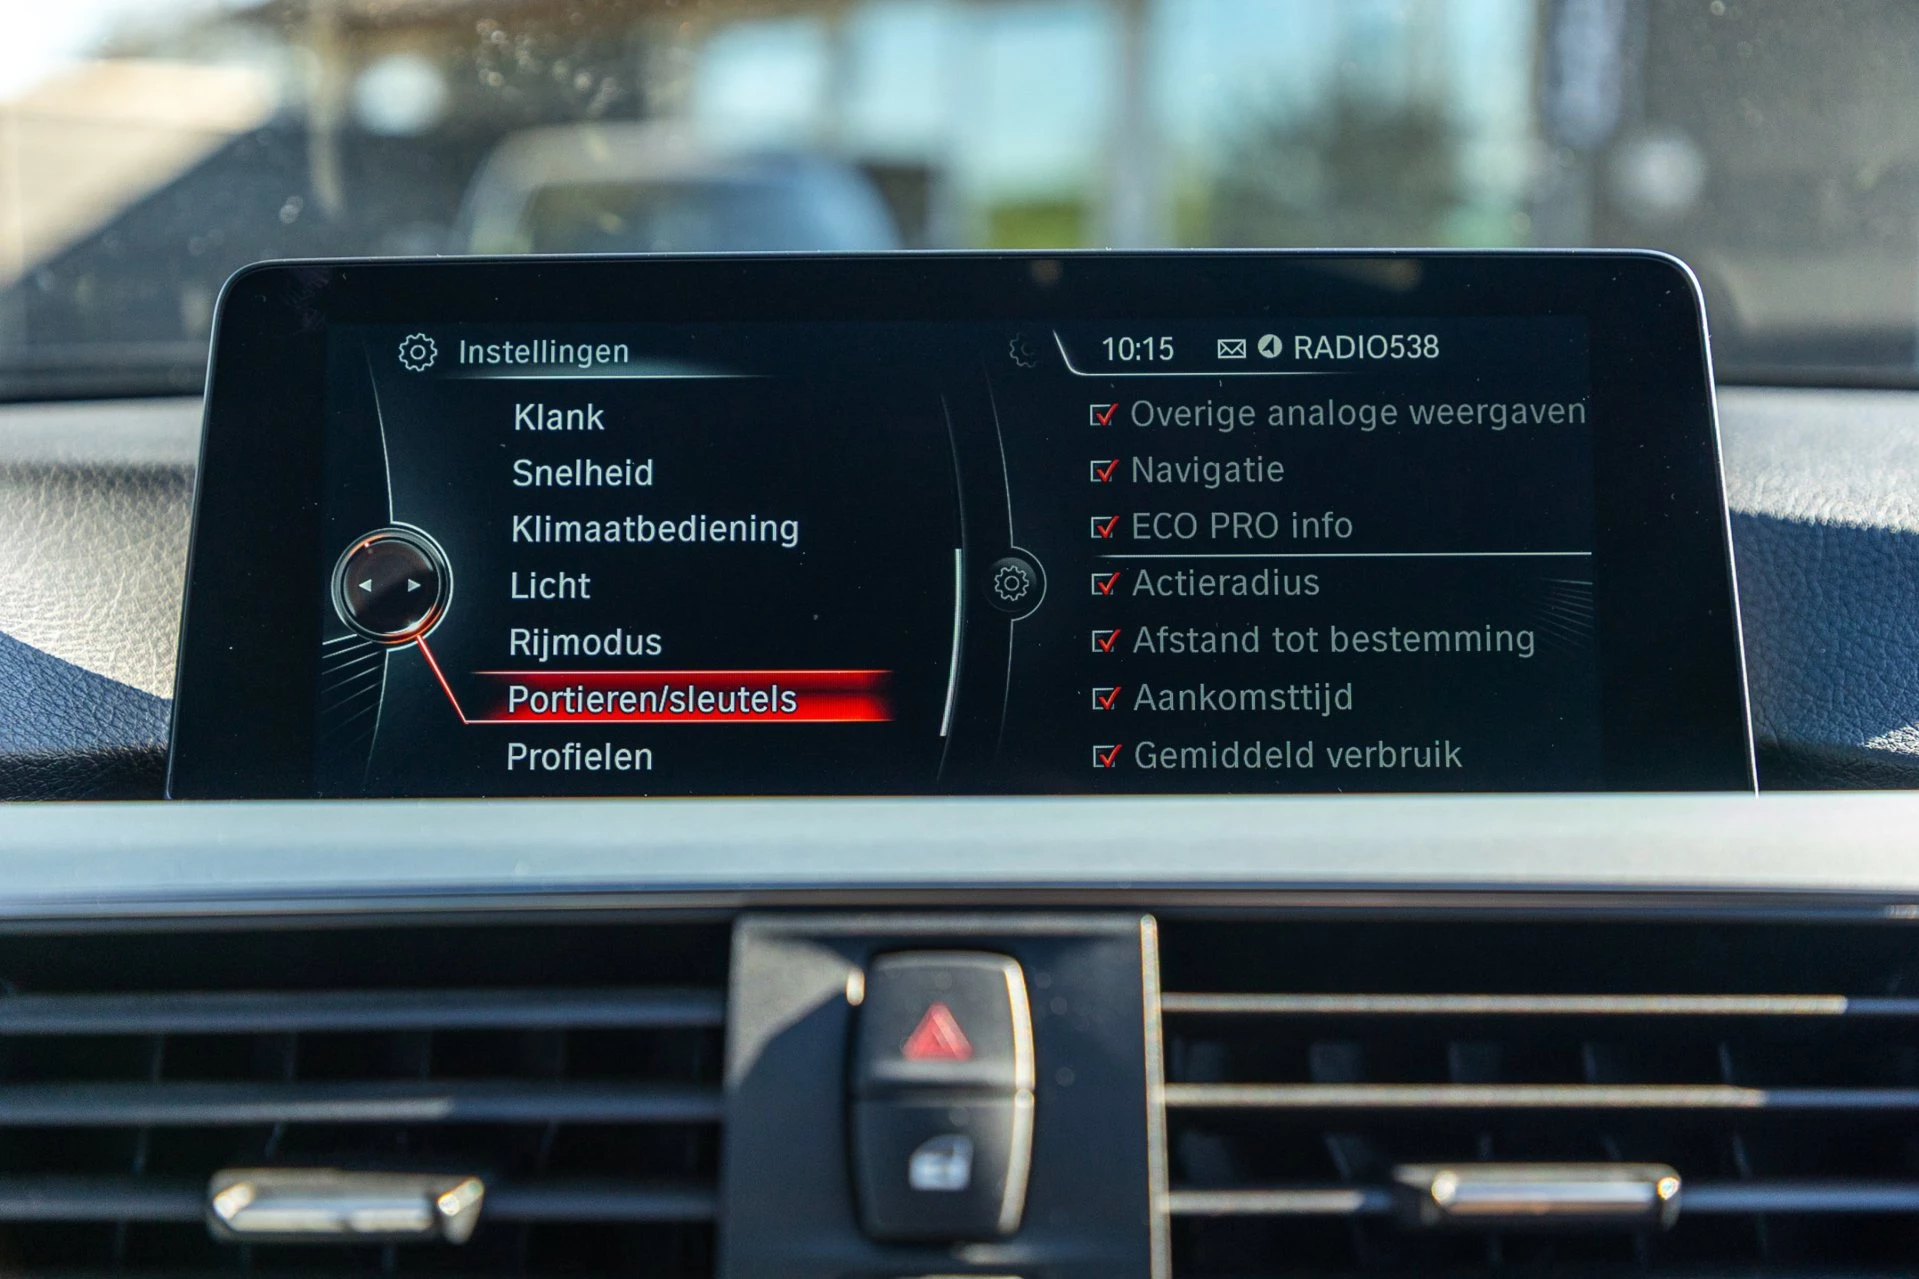 Instellingen
Klank
Snelheid
Klimaatbediening
Licht
Rijmodus
Portieren/sleutels
Profielen
10:15 RADIO538
Overige analoge weergaven
Navigatie
ECO PRO info
Actieradius
Afstand tot bestemming
Aankomsttijd
Gemiddeld verbruik